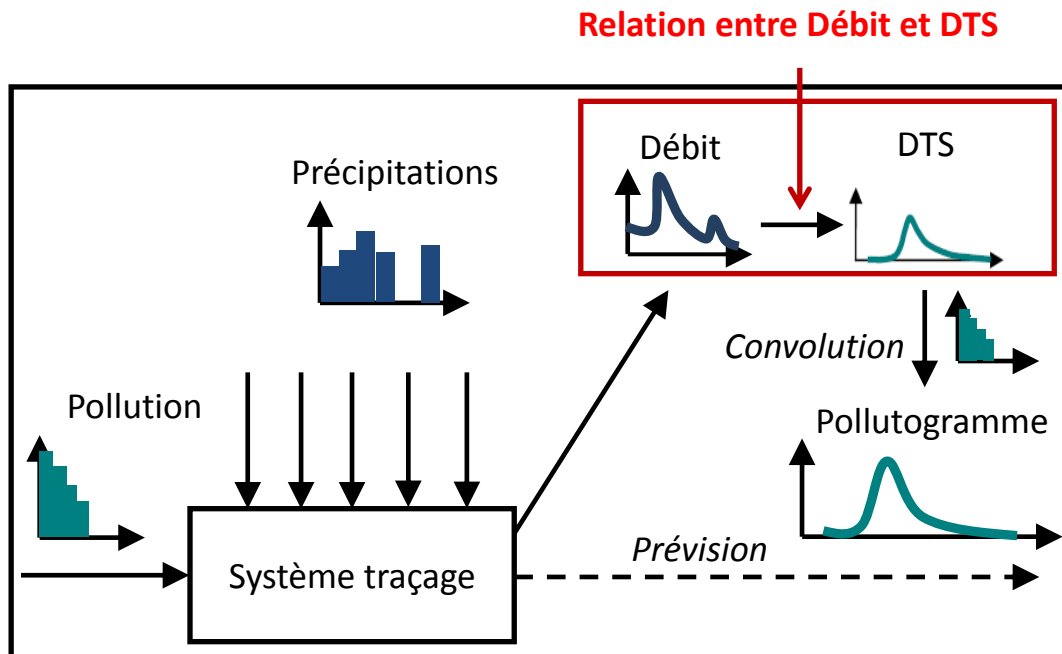 Relation entre Débit et DTS
Débit
DTS
Précipitations
Convolution
Pollution
Pollutogramme
Prévision
Système traçage